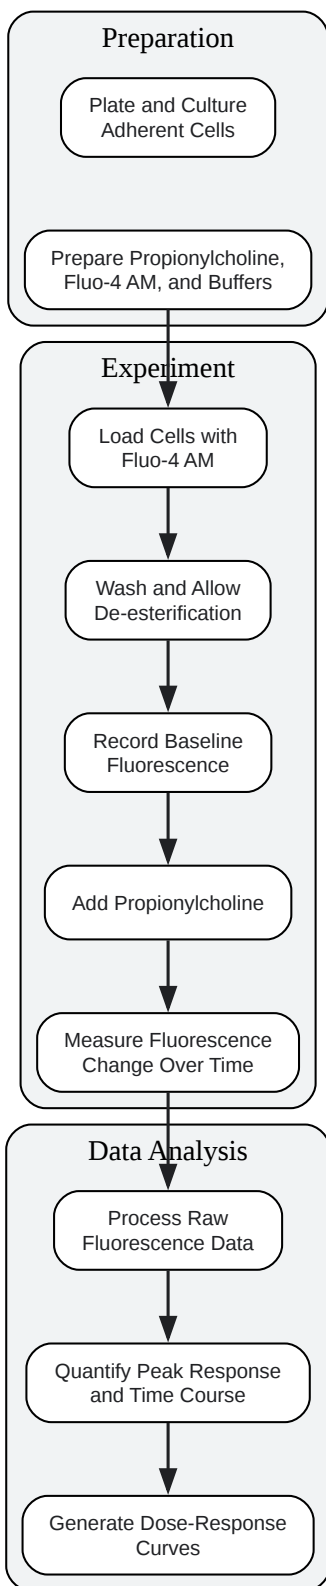 Preparation
Plate and Culture
Adherent Cells
Prepare Propionylcholine,
Fluo-4 AM, and Buffers
Experiment
Load Cells with
Fluo-4 AM
Wash and Allow
De-esterification
Record Baseline
Fluorescence
Add Propionylcholine
Measure Fluorescence
Change Over Time
Data Analysis
Process Raw
Fluorescence Data
Quantify Peak Response
and Time Course
Generate Dose-Response
Curves